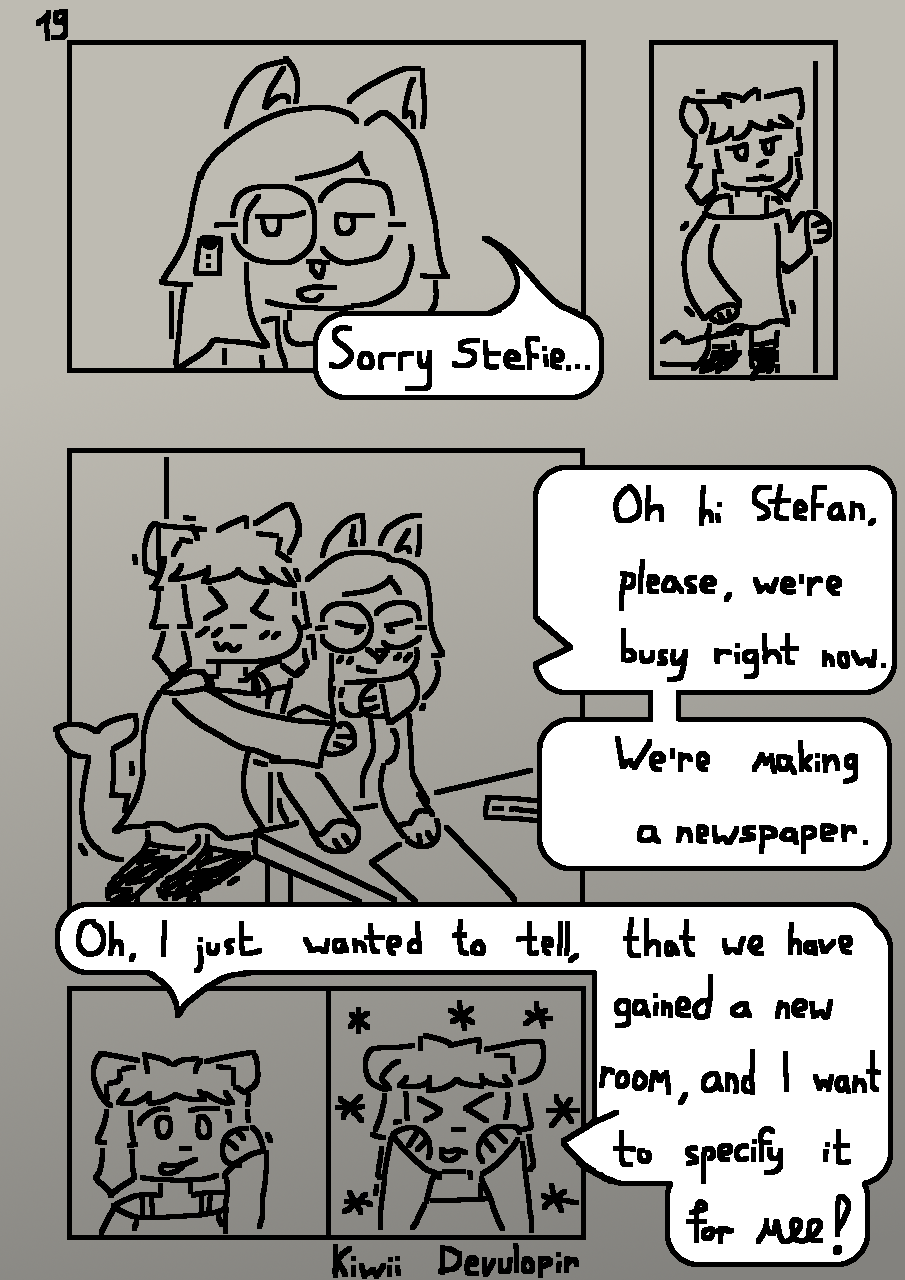 19
Sorry Stefie...
Oh hi Stefan,
please, we're
busy right now.
We're making
a newspaper.
Oh, I just wanted to tell, that we have
gained a new
room, and I want
to specify it
for mee!
Kiwii Devulopin